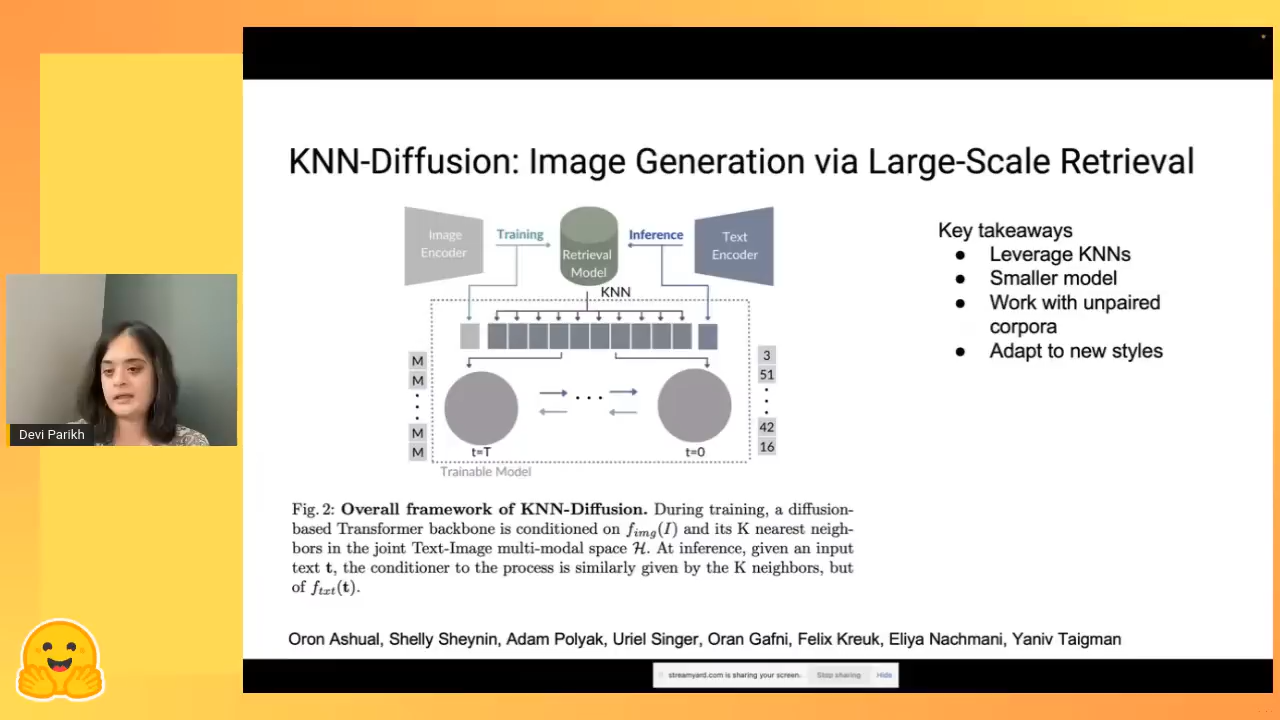 KNN-Diffusion: Image Generation via Large-Scale Retrieval
Image
Encoder
Training
Retrieval
Model
Inference
Text
Encoder
KNN
M
M
M
M
t=T
t=0
3
51
42
16
Trainable Model
Key takeaways
● Leverage KNNs
● Smaller model
● Work with unpaired
corpora
● Adapt to new styles
Devi Parikh
Fig. 2: Overall framework of KNN-Diffusion. During training, a diffusion-
based Transformer backbone is conditioned on f_img(I) and its K nearest neigh-
bors in the joint Text-Image multi-modal space ℋ. At inference, given an input
text t, the conditioner to the process is similarly given by the K neighbors, but
of f_txt(t).
Oron Ashual, Shelly Sheynin, Adam Polyak, Uriel Singer, Oran Gafni, Felix Kreuk, Eliya Nachmani, Yaniv Taigman
streamyard.com is sharing your screen.
Stop sharing
Hide